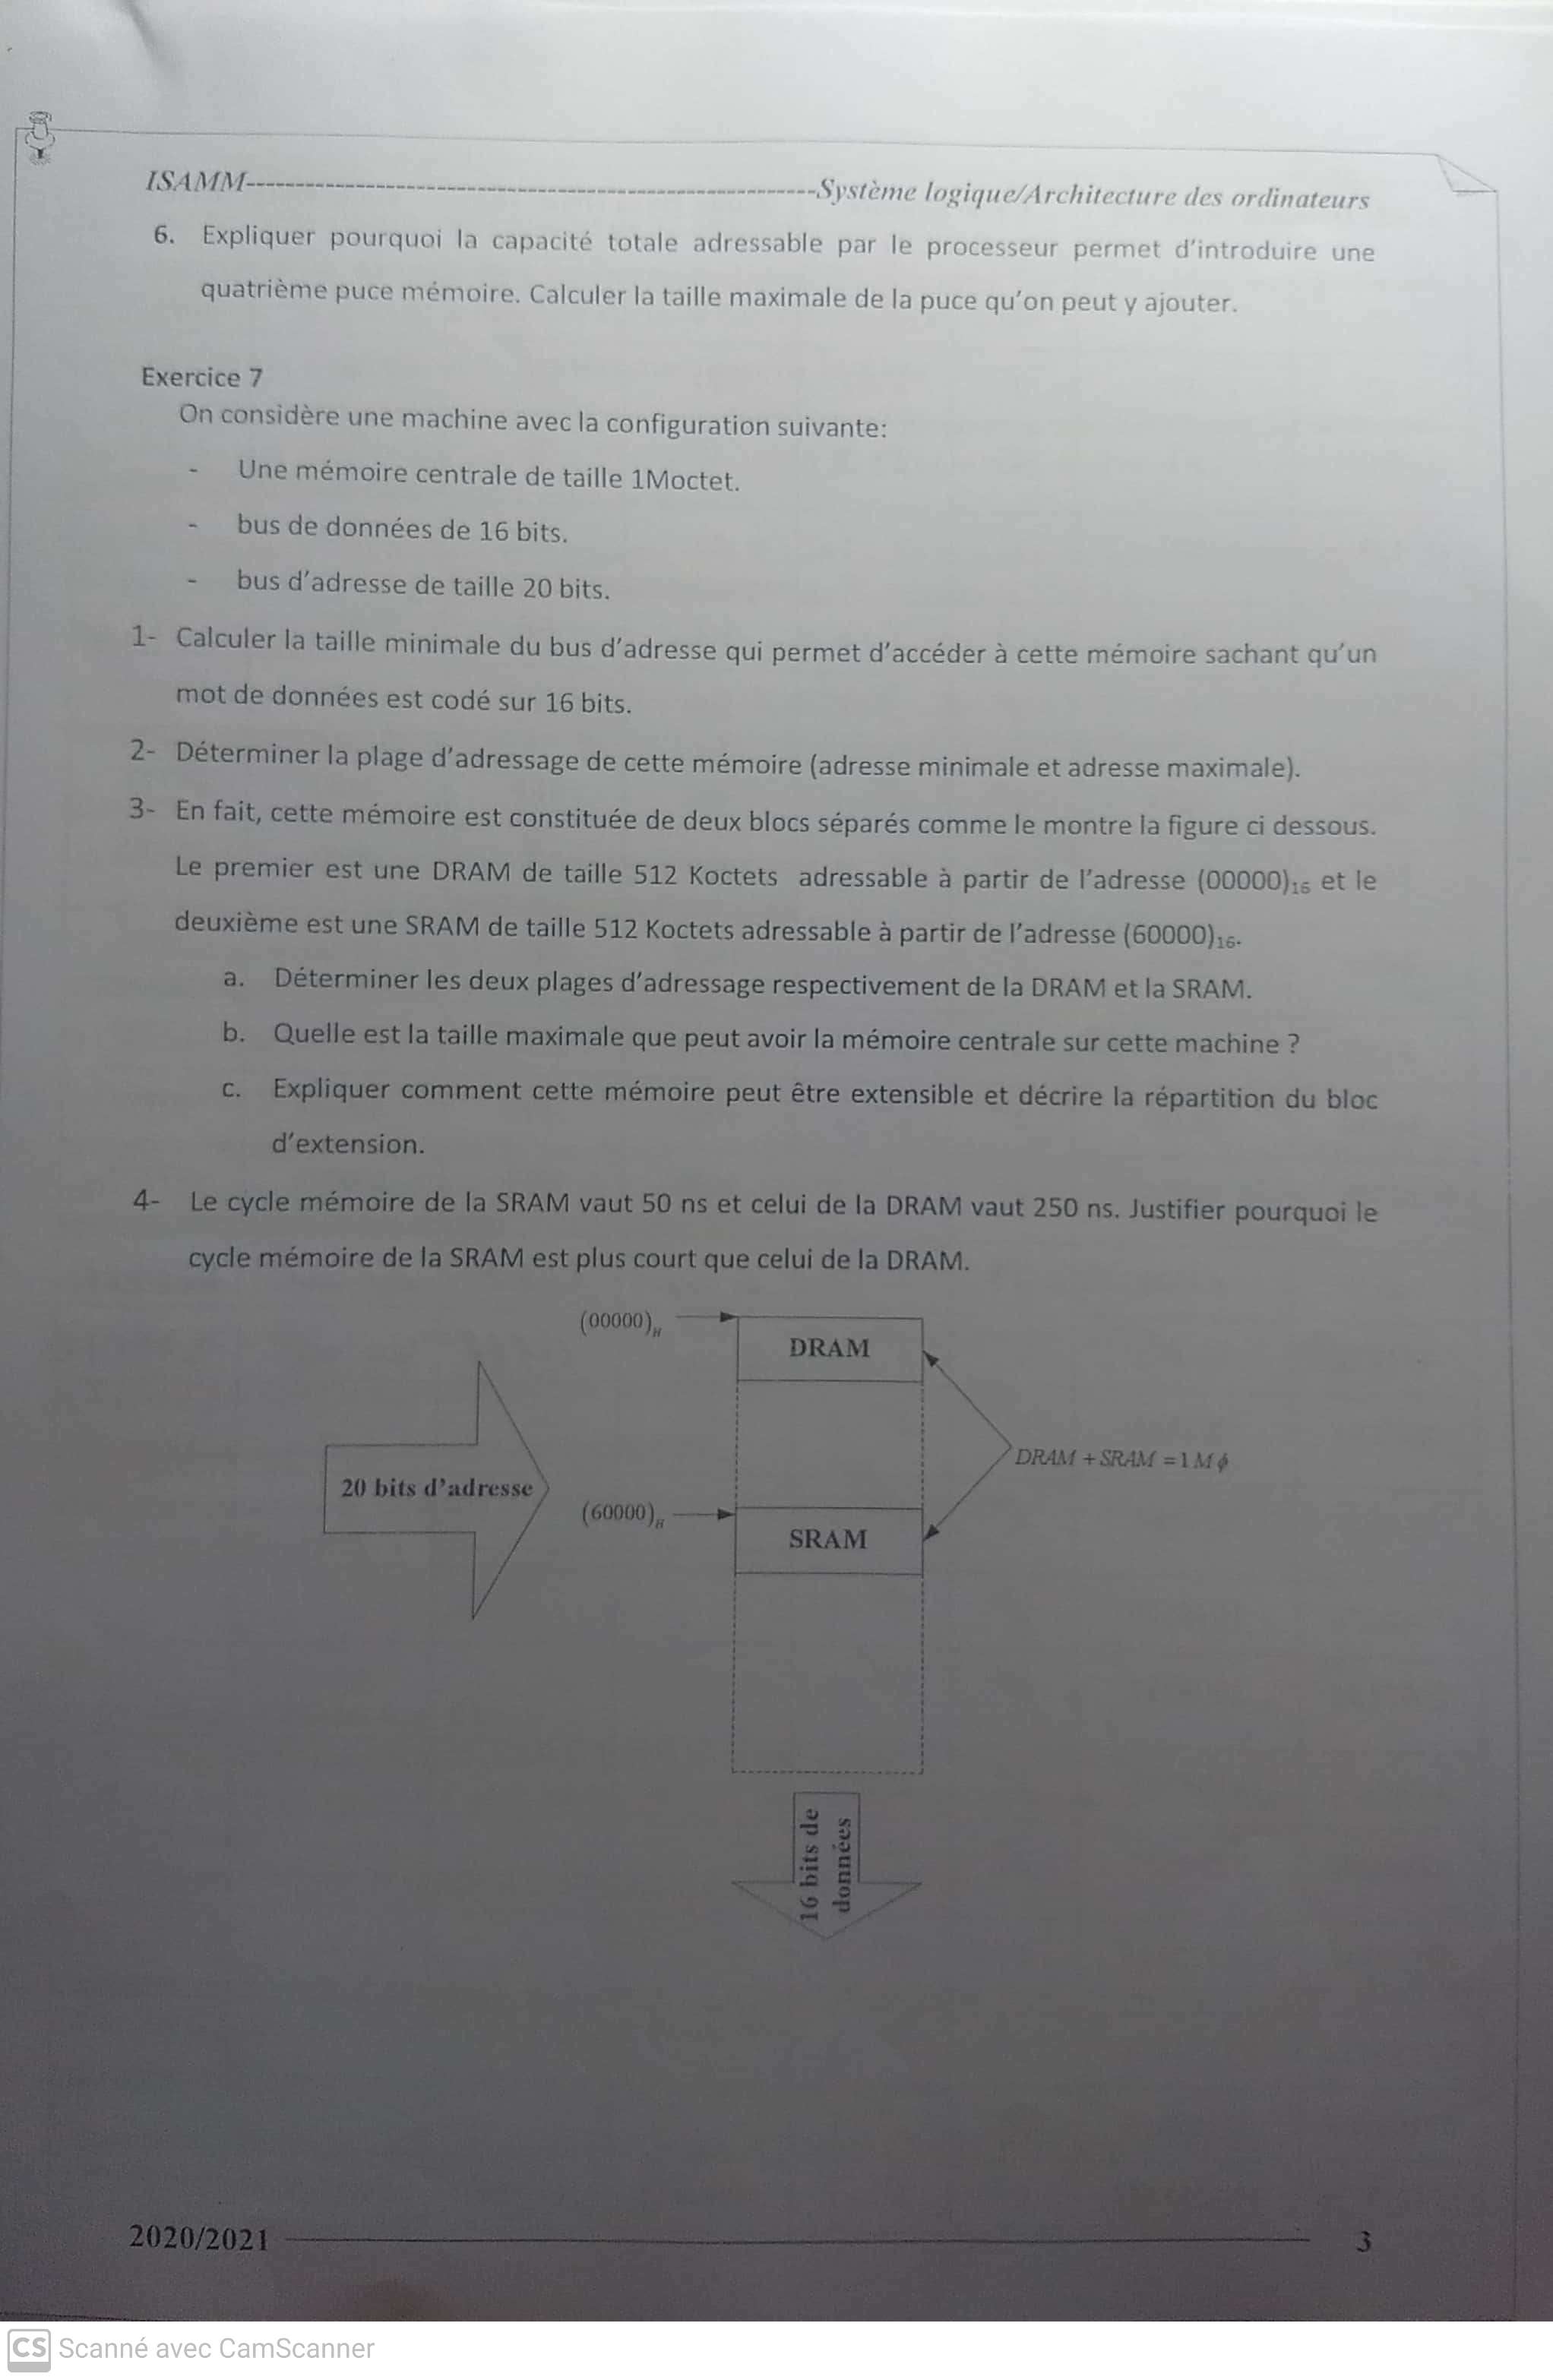 ISAMM-----------------------------------------------------------Système logique/Architecture des ordinateurs
6. Expliquer pourquoi la capacité totale adressable par le processeur permet d'introduire une
quatrième puce mémoire. Calculer la taille maximale de la puce qu'on peut y ajouter.
Exercice 7
On considère une machine avec la configuration suivante:
- Une mémoire centrale de taille 1Moctet.
- bus de données de 16 bits.
- bus d'adresse de taille 20 bits.
1- Calculer la taille minimale du bus d'adresse qui permet d'accéder à cette mémoire sachant qu'un
mot de données est codé sur 16 bits.
2- Déterminer la plage d'adressage de cette mémoire (adresse minimale et adresse maximale).
3- En fait, cette mémoire est constituée de deux blocs séparés comme le montre la figure ci dessous.
Le premier est une DRAM de taille 512 Koctets adressable à partir de l'adresse (00000)₁₆ et le
deuxième est une SRAM de taille 512 Koctets adressable à partir de l'adresse (60000)₁₆.
a. Déterminer les deux plages d'adressage respectivement de la DRAM et la SRAM.
b. Quelle est la taille maximale que peut avoir la mémoire centrale sur cette machine ?
c. Expliquer comment cette mémoire peut être extensible et décrire la répartition du bloc
d'extension.
4- Le cycle mémoire de la SRAM vaut 50 ns et celui de la DRAM vaut 250 ns. Justifier pourquoi le
cycle mémoire de la SRAM est plus court que celui de la DRAM.
(00000)H
DRAM
DRAM + SRAM = 1 M ϕ
20 bits d'adresse
(60000)H
SRAM
16 bits de
données
2020/2021 3
CS Scanné avec CamScanner